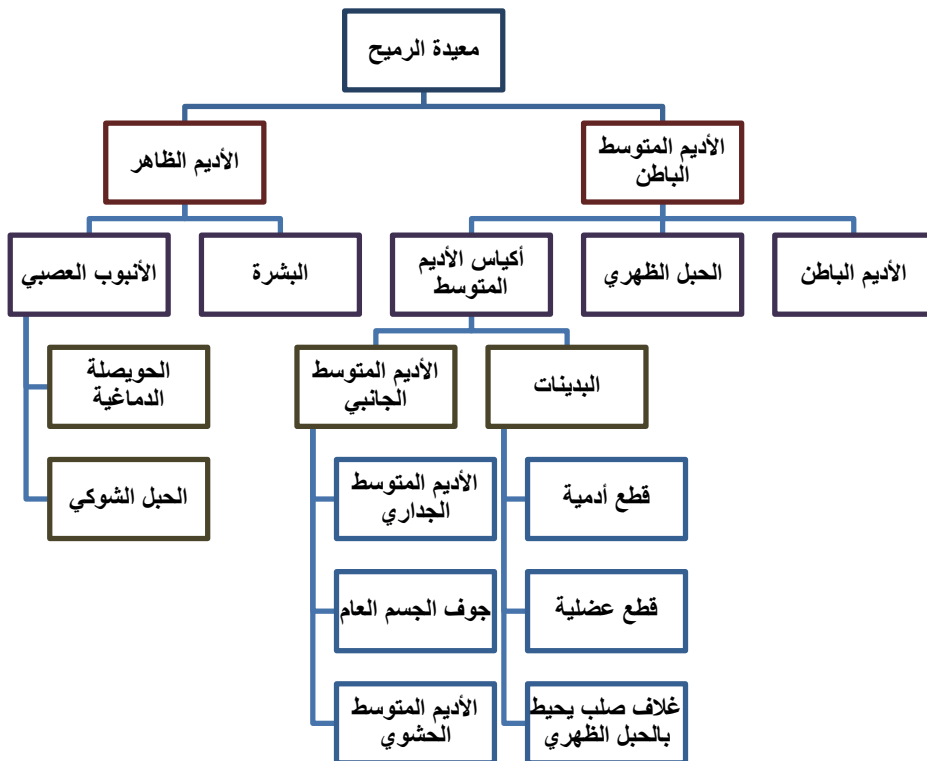 معيدة الرميح
الأديم المتوسط
الباطن
الأديم الظاهر
الأديم الباطن
الحبل الظهري
أكياس الأديم
المتوسط
البشرة
الأنبوب العصبي
البدينات
الأديم المتوسط
الجانبي
الحويصلة
الدماغية
قطع أدمية
الأديم المتوسط
الجداري
الحبل الشوكي
قطع عضلية
جوف الجسم العام
غلاف صلب يحيط
بالحبل الظهري
الأديم المتوسط
الحشوي